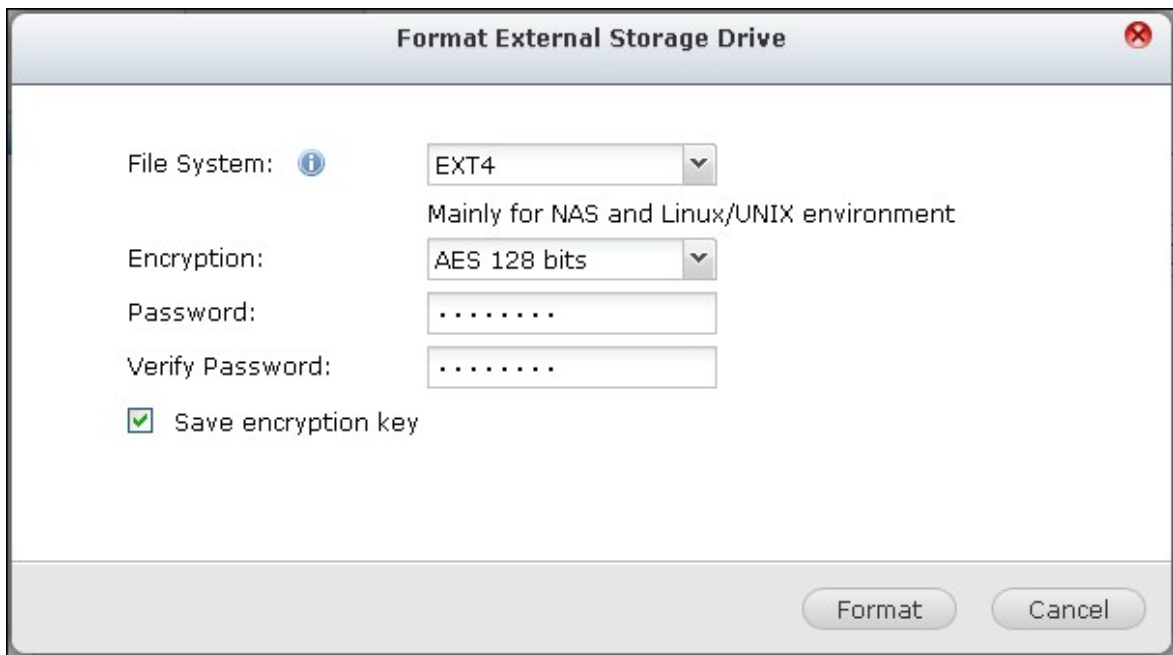 Format External Storage Drive
File System:
EXT4
Mainly for NAS and Linux/UNIX environment
Encryption:
AES 128 bits
Password:
........
Verify Password:
........
Save encryption key
Format
Cancel